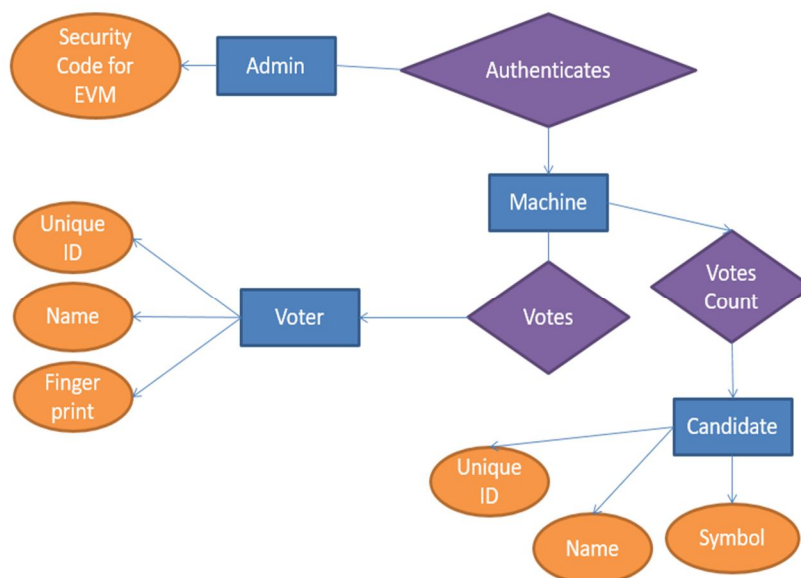 Security
Code for
EVM
Admin
Authenticates
Machine
Unique
ID
Name
Finger
print
Voter
Votes
Votes
Count
Candidate
Unique
ID
Name
Symbol